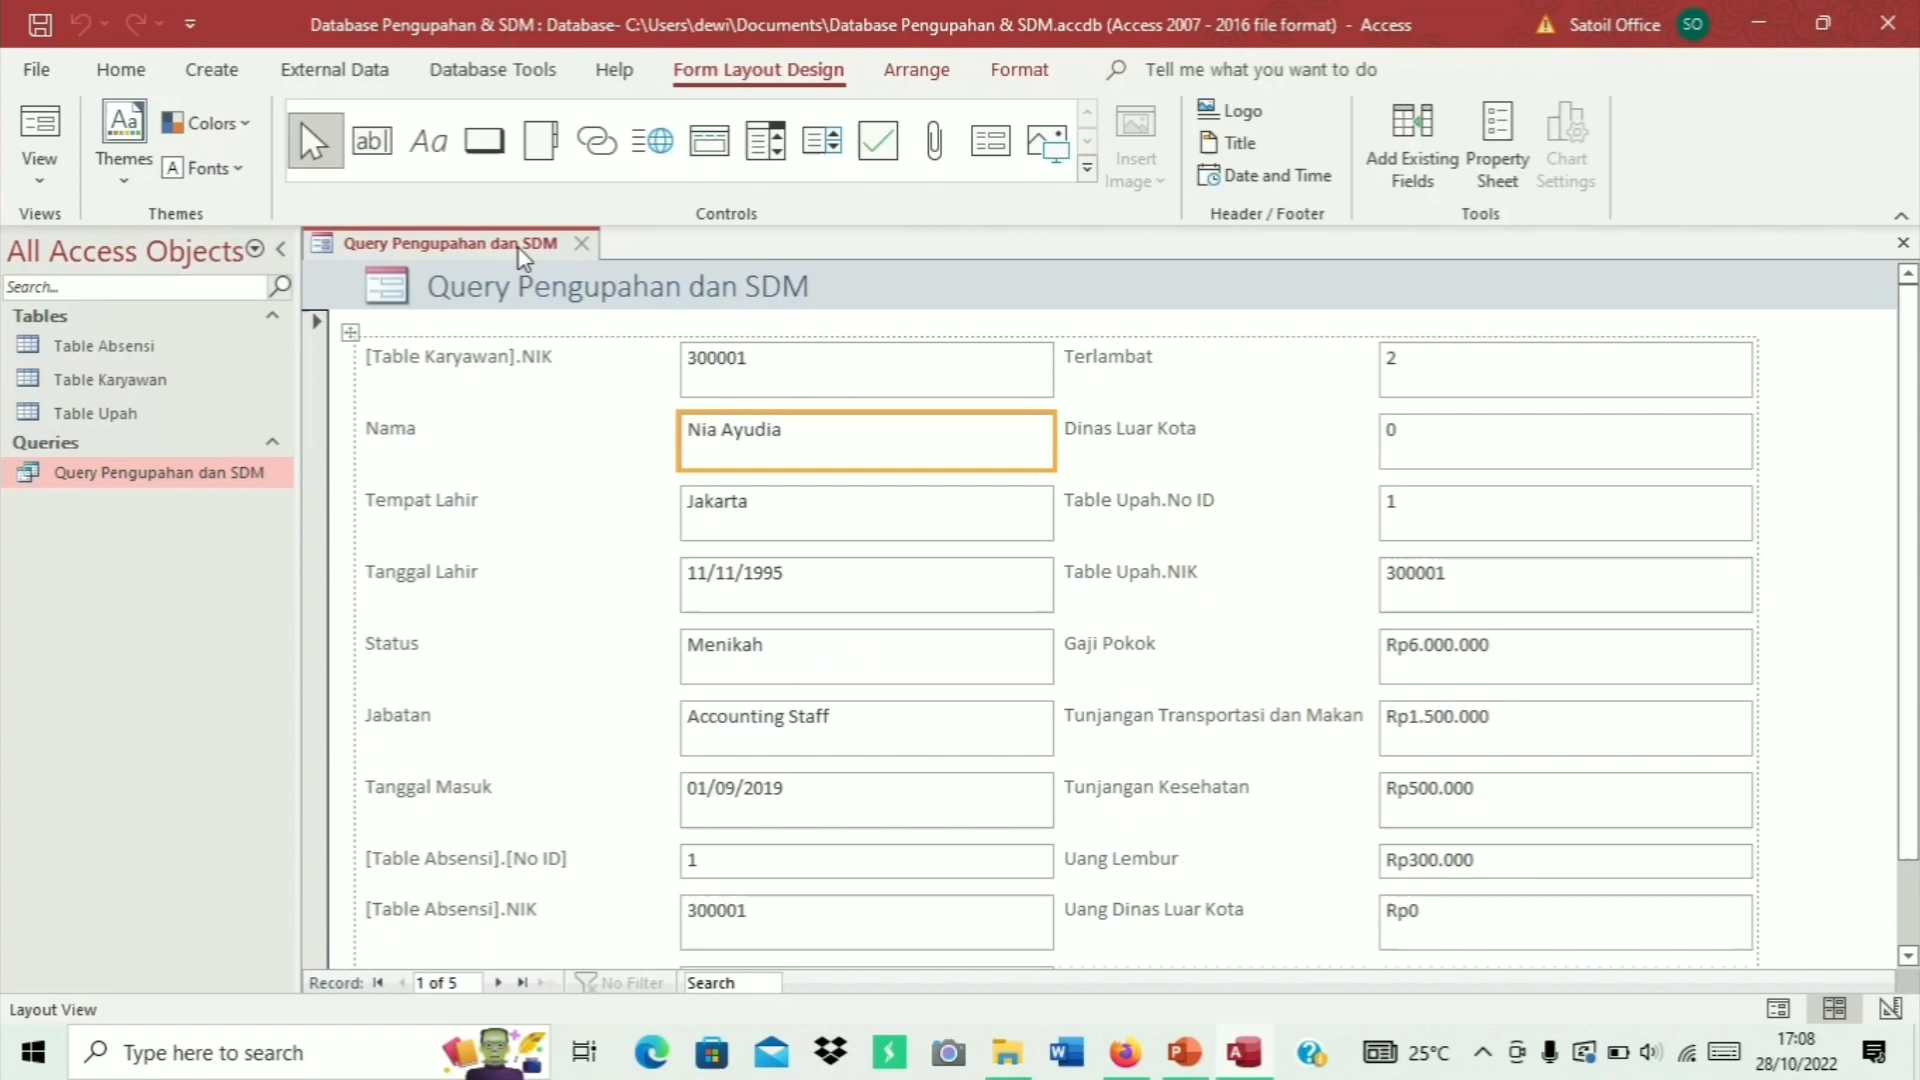 Database Pengupahan & SDM : Database- C:\Users\dewi\Documents\Database Pengupahan & SDM.accdb (Access 2007 - 2016 file format) - Access
Satoil Office SO
File Home Create External Data Database Tools Help Form Layout Design Arrange Format Tell me what you want to do
View
Themes
Colors
Fonts
Insert Image
Logo
Title
Date and Time
Add Existing Fields
Property Sheet
Chart Settings
Views Themes Controls Header / Footer Tools
All Access Objects
Search...
Tables
Table Absensi
Table Karyawan
Table Upah
Queries
Query Pengupahan dan SDM
Query Pengupahan dan SDM
Query Pengupahan dan SDM
[Table Karyawan].NIK 300001 Terlambat 2
Nama Nia Ayudia Dinas Luar Kota 0
Tempat Lahir Jakarta Table Upah.No ID 1
Tanggal Lahir 11/11/1995 Table Upah.NIK 300001
Status Menikah Gaji Pokok Rp6.000.000
Jabatan Accounting Staff Tunjangan Transportasi dan Makan Rp1.500.000
Tanggal Masuk 01/09/2019 Tunjangan Kesehatan Rp500.000
[Table Absensi].[No ID] 1 Uang Lembur Rp300.000
[Table Absensi].NIK 300001 Uang Dinas Luar Kota Rp0
Record: 1 of 5 No Filter Search
Layout View
Type here to search
25°C
17:08
28/10/2022